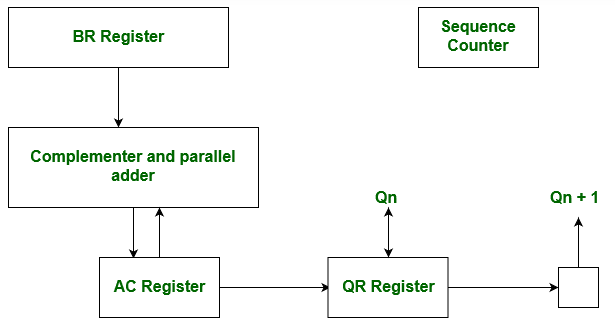 BR Register
Sequence
Counter
Complementer and parallel
adder
Qn
Qn + 1
AC Register
QR Register